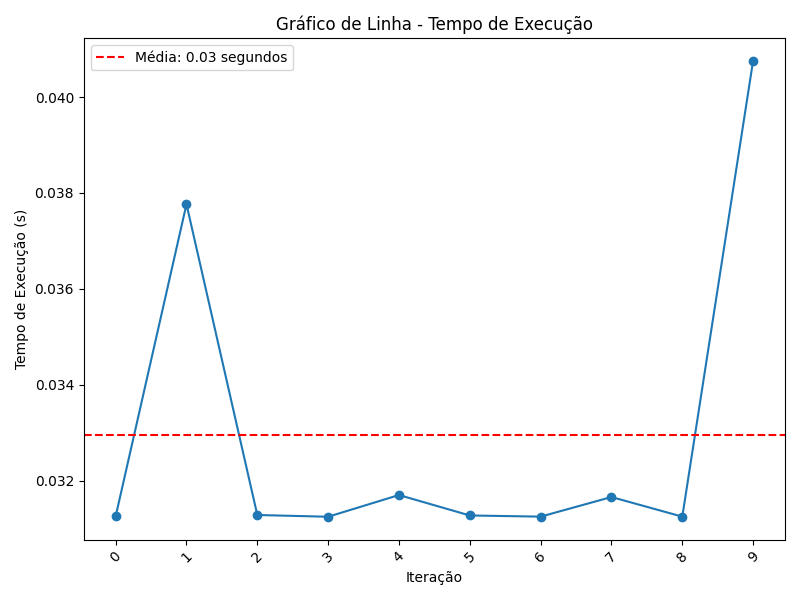 Gráfico de Linha - Tempo de Execução
Média: 0.03 segundos
0.040
0.038
0.036
0.034
0.032
Tempo de Execução (s)
0 1 2 3 4 5 6 7 8 9
Iteração